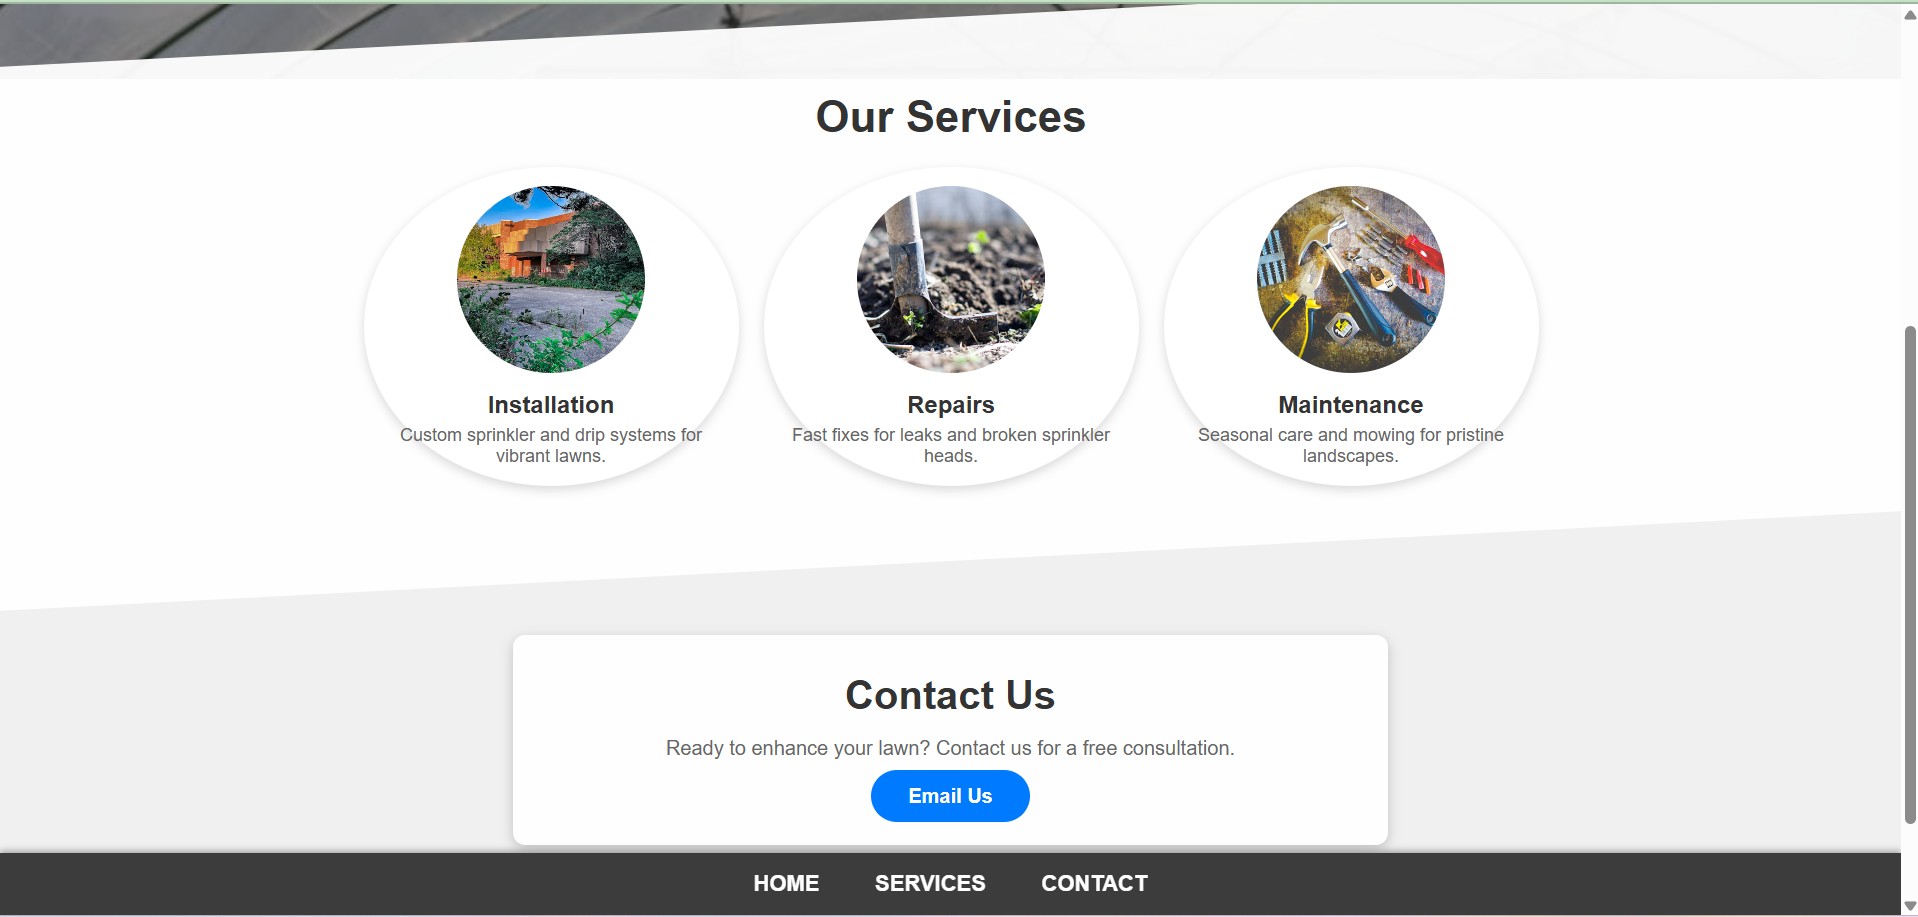 Our Services
Installation
Custom sprinkler and drip systems for
vibrant lawns.
Repairs
Fast fixes for leaks and broken sprinkler
heads.
Maintenance
Seasonal care and mowing for pristine
landscapes.
Contact Us
Ready to enhance your lawn? Contact us for a free consultation.
Email Us
HOME SERVICES CONTACT